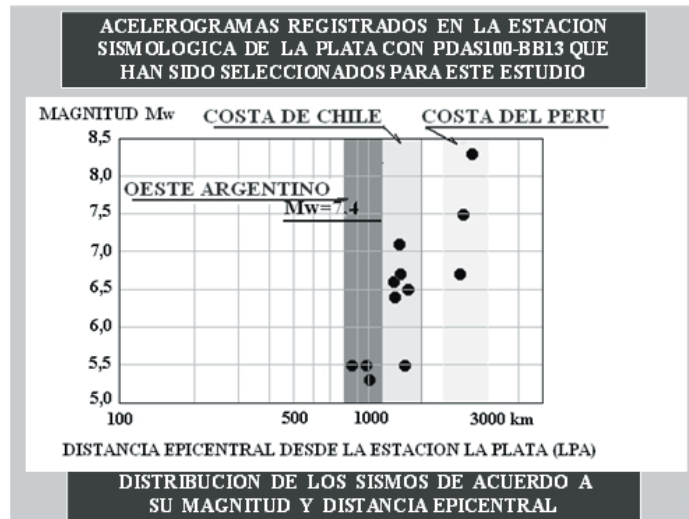 ACELEROGRAMAS REGISTRADOS EN LA ESTACION
SISMOLOGICA DE LA PLATA CON PDAS100-BB13 QUE
HAN SIDO SELECCIONADOS PARA ESTE ESTUDIO
MAGNITUD Mw
COSTA DE CHILE
COSTA DEL PERU
8,5
8,0
OESTE ARGENTINO
7,5
Mw=7.4
7,0
6,5
6,0
5,5
5,0
100 500 1000 3000 km
DISTANCIA EPICENTRAL DESDE LA ESTACION LA PLATA (LPA)
DISTRIBUCION DE LOS SISMOS DE ACUERDO A
SU MAGNITUD Y DISTANCIA EPICENTRAL